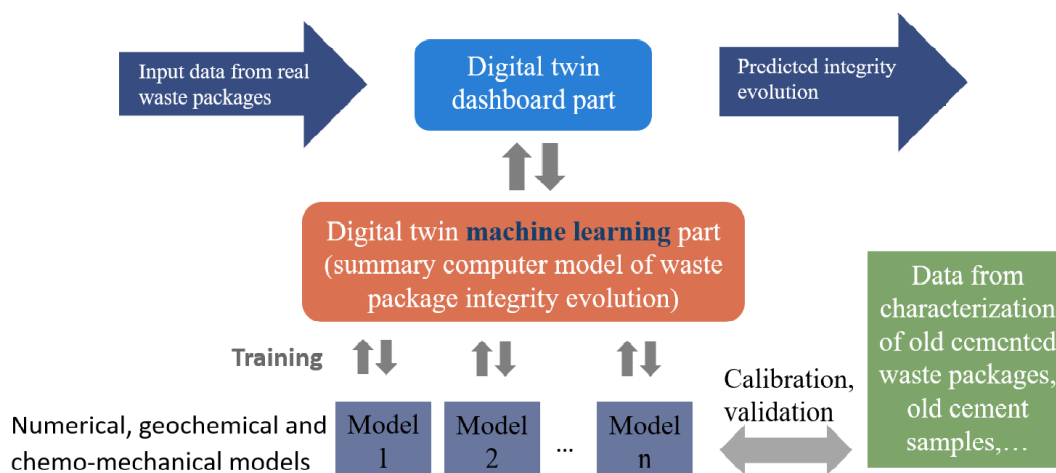 Input data from real
waste packages
Digital twin
dashboard part
Predicted integrity
evolution
Digital twin machine learning part
(summary computer model of waste
package integrity evolution)
Training
Numerical, geochemical and
chemo-mechanical models
Model
1
Model
2
...
Model
n
Calibration,
validation
Data from
characterization
of old cemented
waste packages,
old cement
samples,...